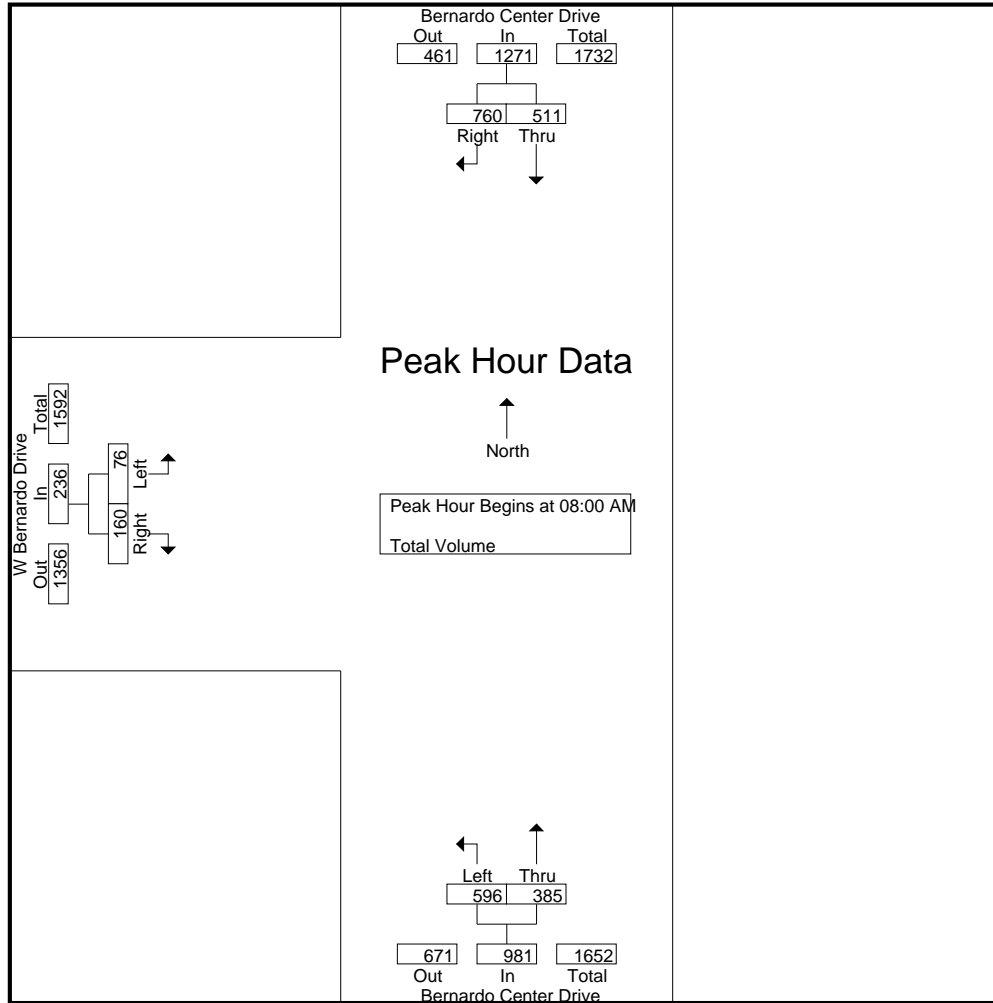 Bernardo Center Drive
Out In Total
461 1271 1732
760 511
Right Thru
Peak Hour Data
North
Peak Hour Begins at 08:00 AM
Total Volume
W Bernardo Drive
Out In Total
1356 236 1592
160 76
Right Left
Left Thru
596 385
671 981 1652
Out In Total
Bernardo Center Drive